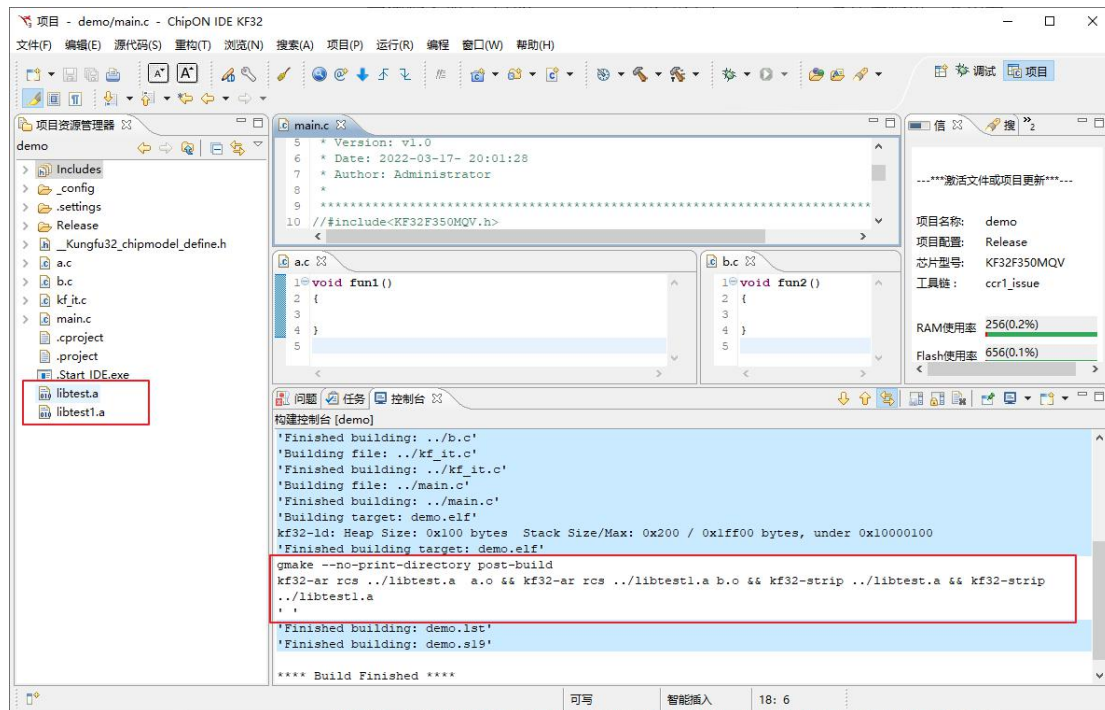 项目 - demo/main.c - ChipON IDE KF32
文件(F) 编辑(E) 源代码(S) 重构(T) 浏览(N) 搜索(A) 项目(P) 运行(R) 编程 窗口(W) 帮助(H)
调试 项目
项目资源管理器
demo
Includes
_config
.settings
Release
__Kungfu32_chipmodel_define.h
a.c
b.c
kf_it.c
main.c
.cproject
.project
.Start IDE.exe
libtest.a
libtest1.a
main.c
5 * Version: v1.0
6 * Date: 2022-03-17- 20:01:28
7 * Author: Administrator
8 *
9 ******************************************************************************
10 //#include<KF32F350MQV.h>
a.c
1 void fun1()
2 {
3
4 }
5
b.c
1 void fun2()
2 {
3
4 }
5
信 搜 »2
---***激活文件或项目更新***---
项目名称: demo
项目配置: Release
芯片型号: KF32F350MQV
工具链: ccr1_issue
RAM使用率 256(0.2%)
Flash使用率 656(0.1%)
问题 任务 控制台
构建控制台 [demo]
'Finished building: ../b.c'
'Building file: ../kf_it.c'
'Finished building: ../kf_it.c'
'Building file: ../main.c'
'Finished building: ../main.c'
'Building target: demo.elf'
kf32-ld: Heap Size: 0x100 bytes Stack Size/Max: 0x200 / 0x1ff00 bytes, under 0x10000100
'Finished building target: demo.elf'
gmake --no-print-directory post-build
kf32-ar rcs ../libtest.a a.o && kf32-ar rcs ../libtest1.a b.o && kf32-strip ../libtest.a && kf32-strip
../libtest1.a
' '
'Finished building: demo.lst'
'Finished building: demo.sl9'
**** Build Finished ****
可写 智能插入 18: 6